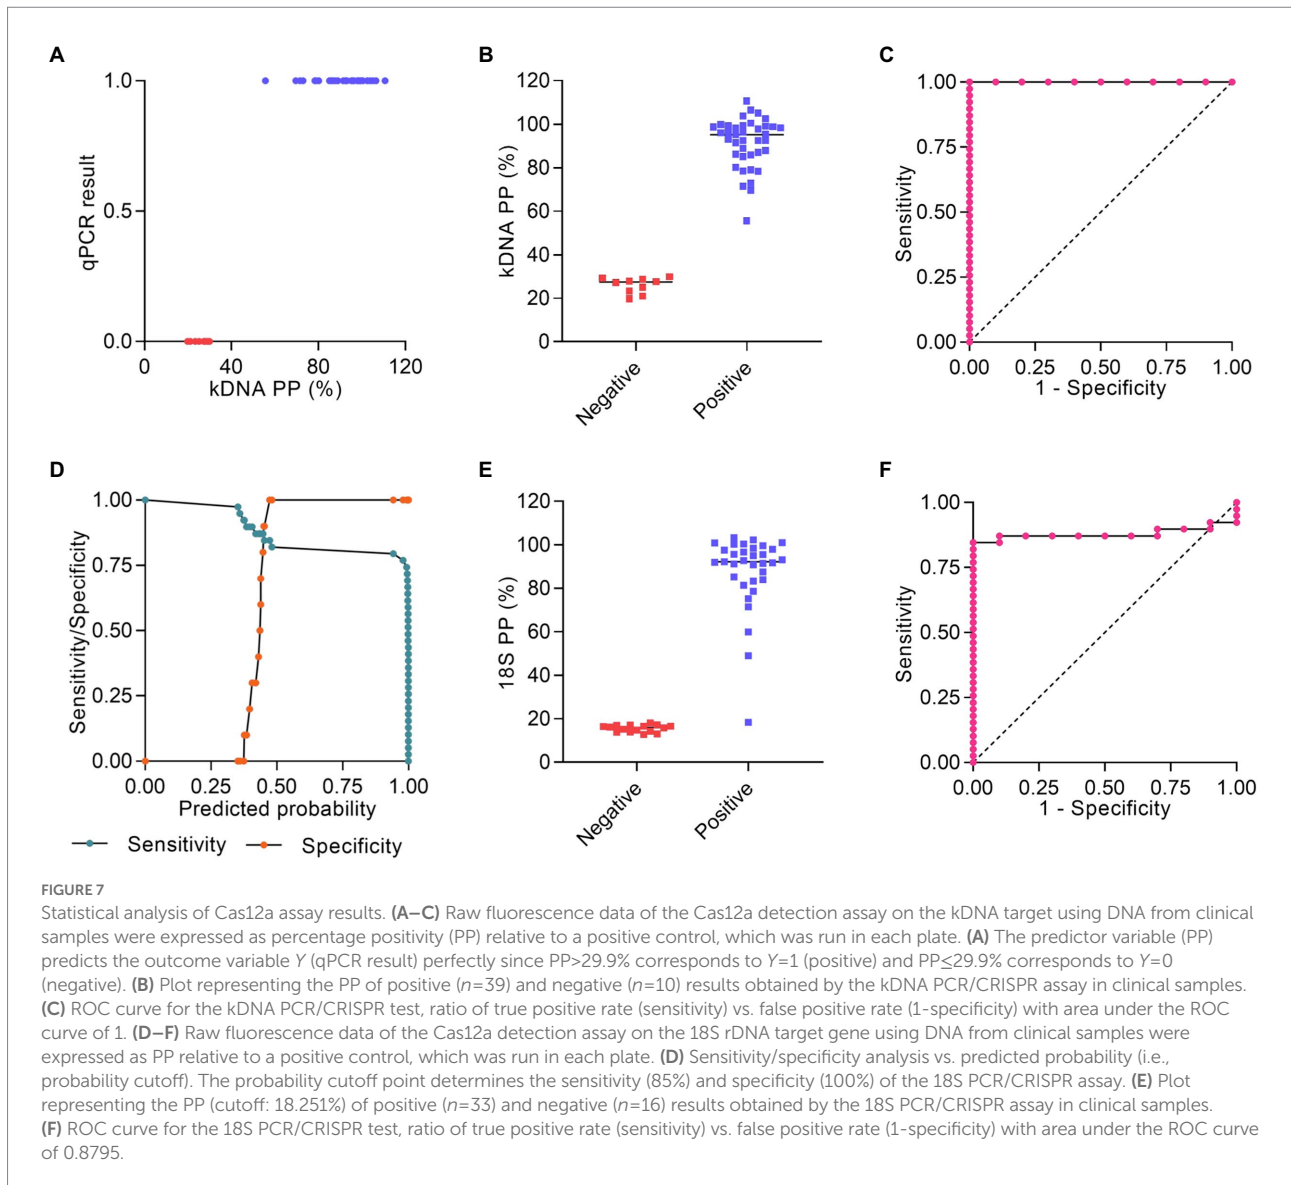 A
1.0
0.5
0.0
qPCR result
0
40
80
120
kDNA PP (%)
B
120
100
80
60
40
20
0
kDNA PP (%)
Negative
Positive
C
1.00
0.75
0.50
0.25
0.00
Sensitivity
0.00
0.25
0.50
0.75
1.00
1 - Specificity
D
1.00
0.75
0.50
0.25
0.00
Sensitivity/Specificity
0.00
0.25
0.50
0.75
1.00
Predicted probability
Sensitivity
Specificity
E
120
100
80
60
40
20
0
18S PP (%)
Negative
Positive
F
1.00
0.75
0.50
0.25
0.00
Sensitivity
0.00
0.25
0.50
0.75
1.00
1 - Specificity
FIGURE 7
Statistical analysis of Cas12a assay results. (A–C) Raw fluorescence data of the Cas12a detection assay on the kDNA target using DNA from clinical
samples were expressed as percentage positivity (PP) relative to a positive control, which was run in each plate. (A) The predictor variable (PP)
predicts the outcome variable Y (qPCR result) perfectly since PP>29.9% corresponds to Y=1 (positive) and PP≤29.9% corresponds to Y=0
(negative). (B) Plot representing the PP of positive (n=39) and negative (n=10) results obtained by the kDNA PCR/CRISPR assay in clinical samples.
(C) ROC curve for the kDNA PCR/CRISPR test, ratio of true positive rate (sensitivity) vs. false positive rate (1-specificity) with area under the ROC
curve of 1. (D–F) Raw fluorescence data of the Cas12a detection assay on the 18S rDNA target gene using DNA from clinical samples were
expressed as PP relative to a positive control, which was run in each plate. (D) Sensitivity/specificity analysis vs. predicted probability (i.e.,
probability cutoff). The probability cutoff point determines the sensitivity (85%) and specificity (100%) of the 18S PCR/CRISPR assay. (E) Plot
representing the PP (cutoff: 18.251%) of positive (n=33) and negative (n=16) results obtained by the 18S PCR/CRISPR assay in clinical samples.
(F) ROC curve for the 18S PCR/CRISPR test, ratio of true positive rate (sensitivity) vs. false positive rate (1-specificity) with area under the ROC curve
of 0.8795.